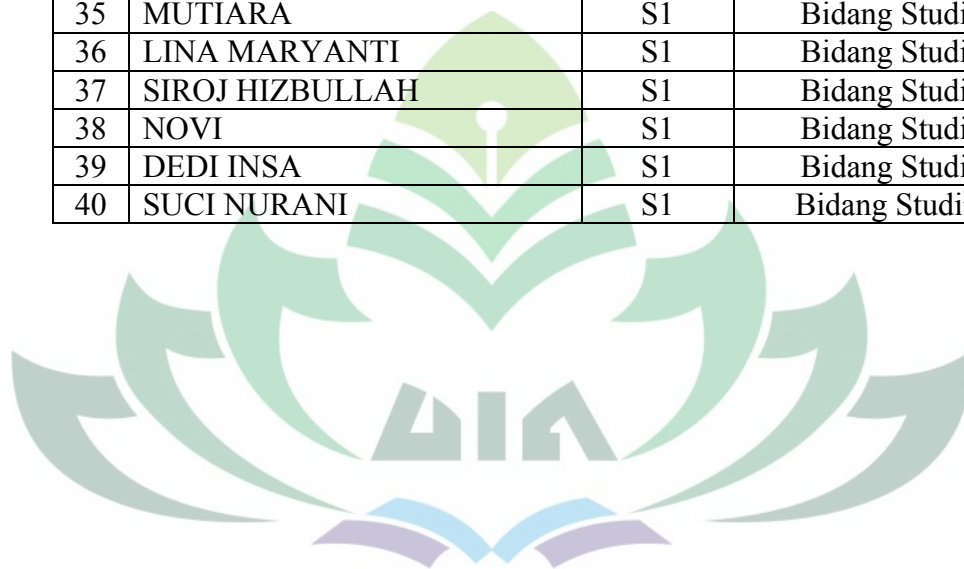 35 MUTIARA S1 Bidang Studi
36 LINA MARYANTI S1 Bidang Studi
37 SIROJ HIZBULLAH S1 Bidang Studi
38 NOVI S1 Bidang Studi
39 DEDI INSA S1 Bidang Studi
40 SUCI NURANI S1 Bidang Studi
UIN